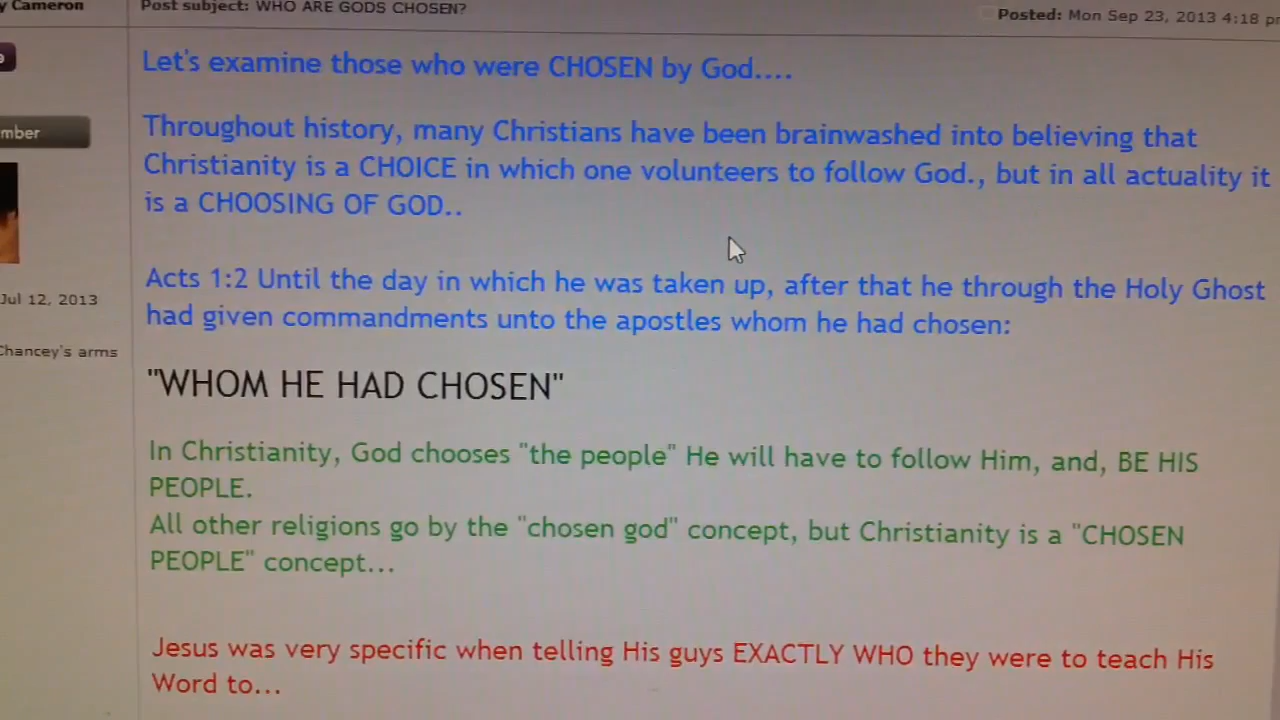 y Cameron
Post subject: WHO ARE GODS CHOSEN?
Posted: Mon Sep 23, 2013 4:18 p
Let's examine those who were CHOSEN by God....
mber
Throughout history, many Christians have been brainwashed into believing that
Christianity is a CHOICE in which one volunteers to follow God., but in all actuality it
is a CHOOSING OF GOD..
Jul 12, 2013
Acts 1:2 Until the day in which he was taken up, after that he through the Holy Ghost
had given commandments unto the apostles whom he had chosen:
Chancey's arms
"WHOM HE HAD CHOSEN"
In Christianity, God chooses "the people" He will have to follow Him, and, BE HIS
PEOPLE.
All other religions go by the "chosen god" concept, but Christianity is a "CHOSEN
PEOPLE" concept...
Jesus was very specific when telling His guys EXACTLY WHO they were to teach His
Word to...